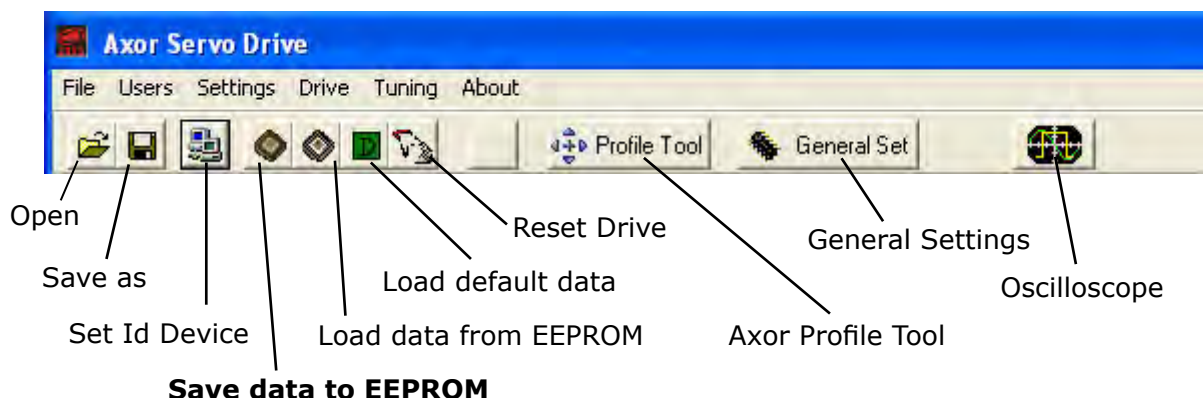 Axor Servo Drive
File Users Settings Drive Tuning About
D Profile Tool General Set
Open
Reset Drive
General Settings
Save as
Load default data
Oscilloscope
Set Id Device
Load data from EEPROM
Axor Profile Tool
Save data to EEPROM